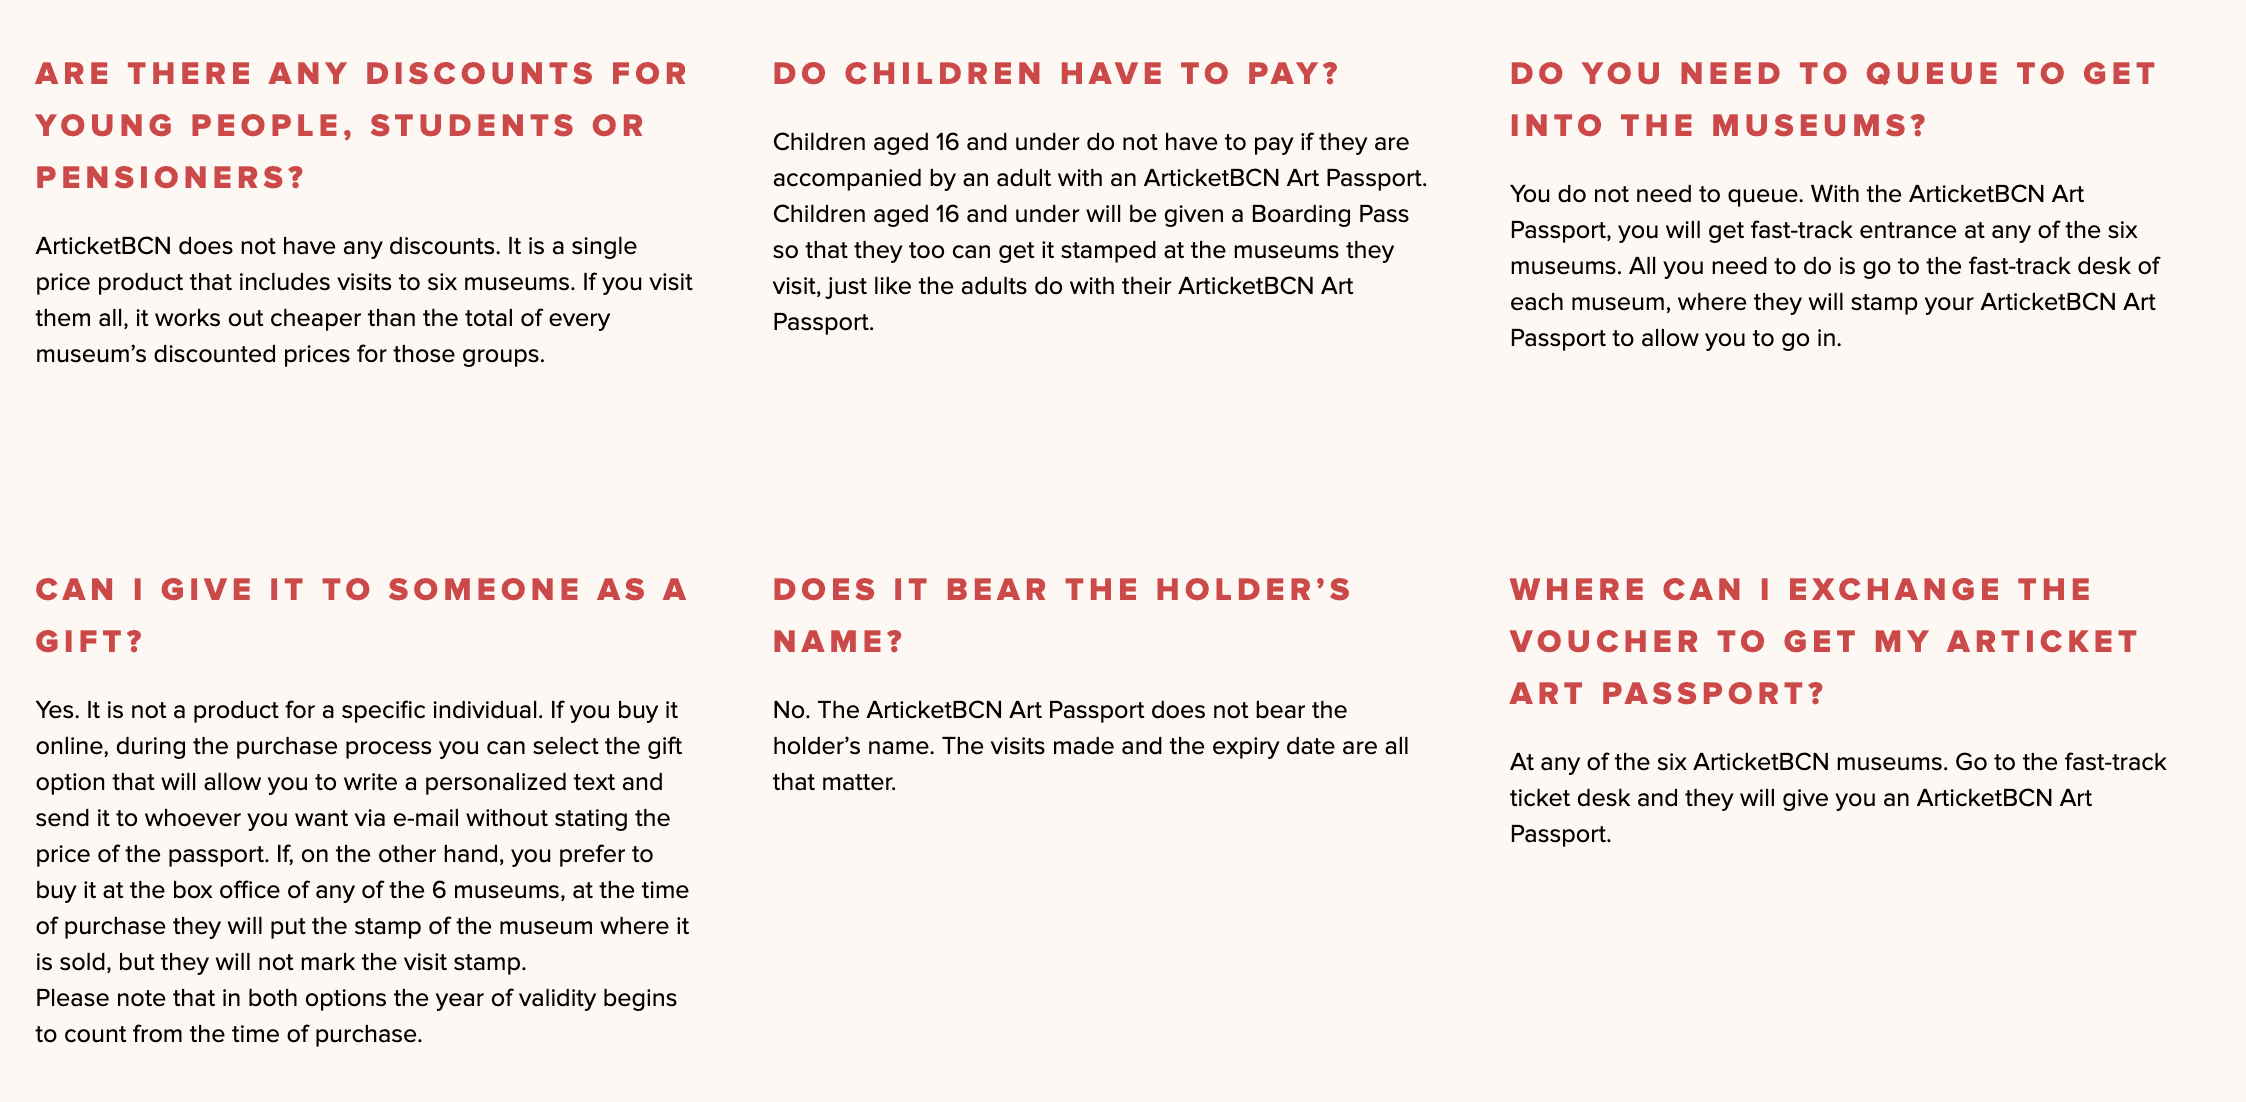 ARE THERE ANY DISCOUNTS FOR
YOUNG PEOPLE, STUDENTS OR
PENSIONERS?
ArticketBCN does not have any discounts. It is a single
price product that includes visits to six museums. If you visit
them all, it works out cheaper than the total of every
museum’s discounted prices for those groups.
DO CHILDREN HAVE TO PAY?
Children aged 16 and under do not have to pay if they are
accompanied by an adult with an ArticketBCN Art Passport.
Children aged 16 and under will be given a Boarding Pass
so that they too can get it stamped at the museums they
visit, just like the adults do with their ArticketBCN Art
Passport.
DO YOU NEED TO QUEUE TO GET
INTO THE MUSEUMS?
You do not need to queue. With the ArticketBCN Art
Passport, you will get fast-track entrance at any of the six
museums. All you need to do is go to the fast-track desk of
each museum, where they will stamp your ArticketBCN Art
Passport to allow you to go in.
CAN I GIVE IT TO SOMEONE AS A
GIFT?
Yes. It is not a product for a specific individual. If you buy it
online, during the purchase process you can select the gift
option that will allow you to write a personalized text and
send it to whoever you want via e-mail without stating the
price of the passport. If, on the other hand, you prefer to
buy it at the box office of any of the 6 museums, at the time
of purchase they will put the stamp of the museum where it
is sold, but they will not mark the visit stamp.
Please note that in both options the year of validity begins
to count from the time of purchase.
DOES IT BEAR THE HOLDER’S
NAME?
No. The ArticketBCN Art Passport does not bear the
holder’s name. The visits made and the expiry date are all
that matter.
WHERE CAN I EXCHANGE THE
VOUCHER TO GET MY ARTICKET
ART PASSPORT?
At any of the six ArticketBCN museums. Go to the fast-track
ticket desk and they will give you an ArticketBCN Art
Passport.